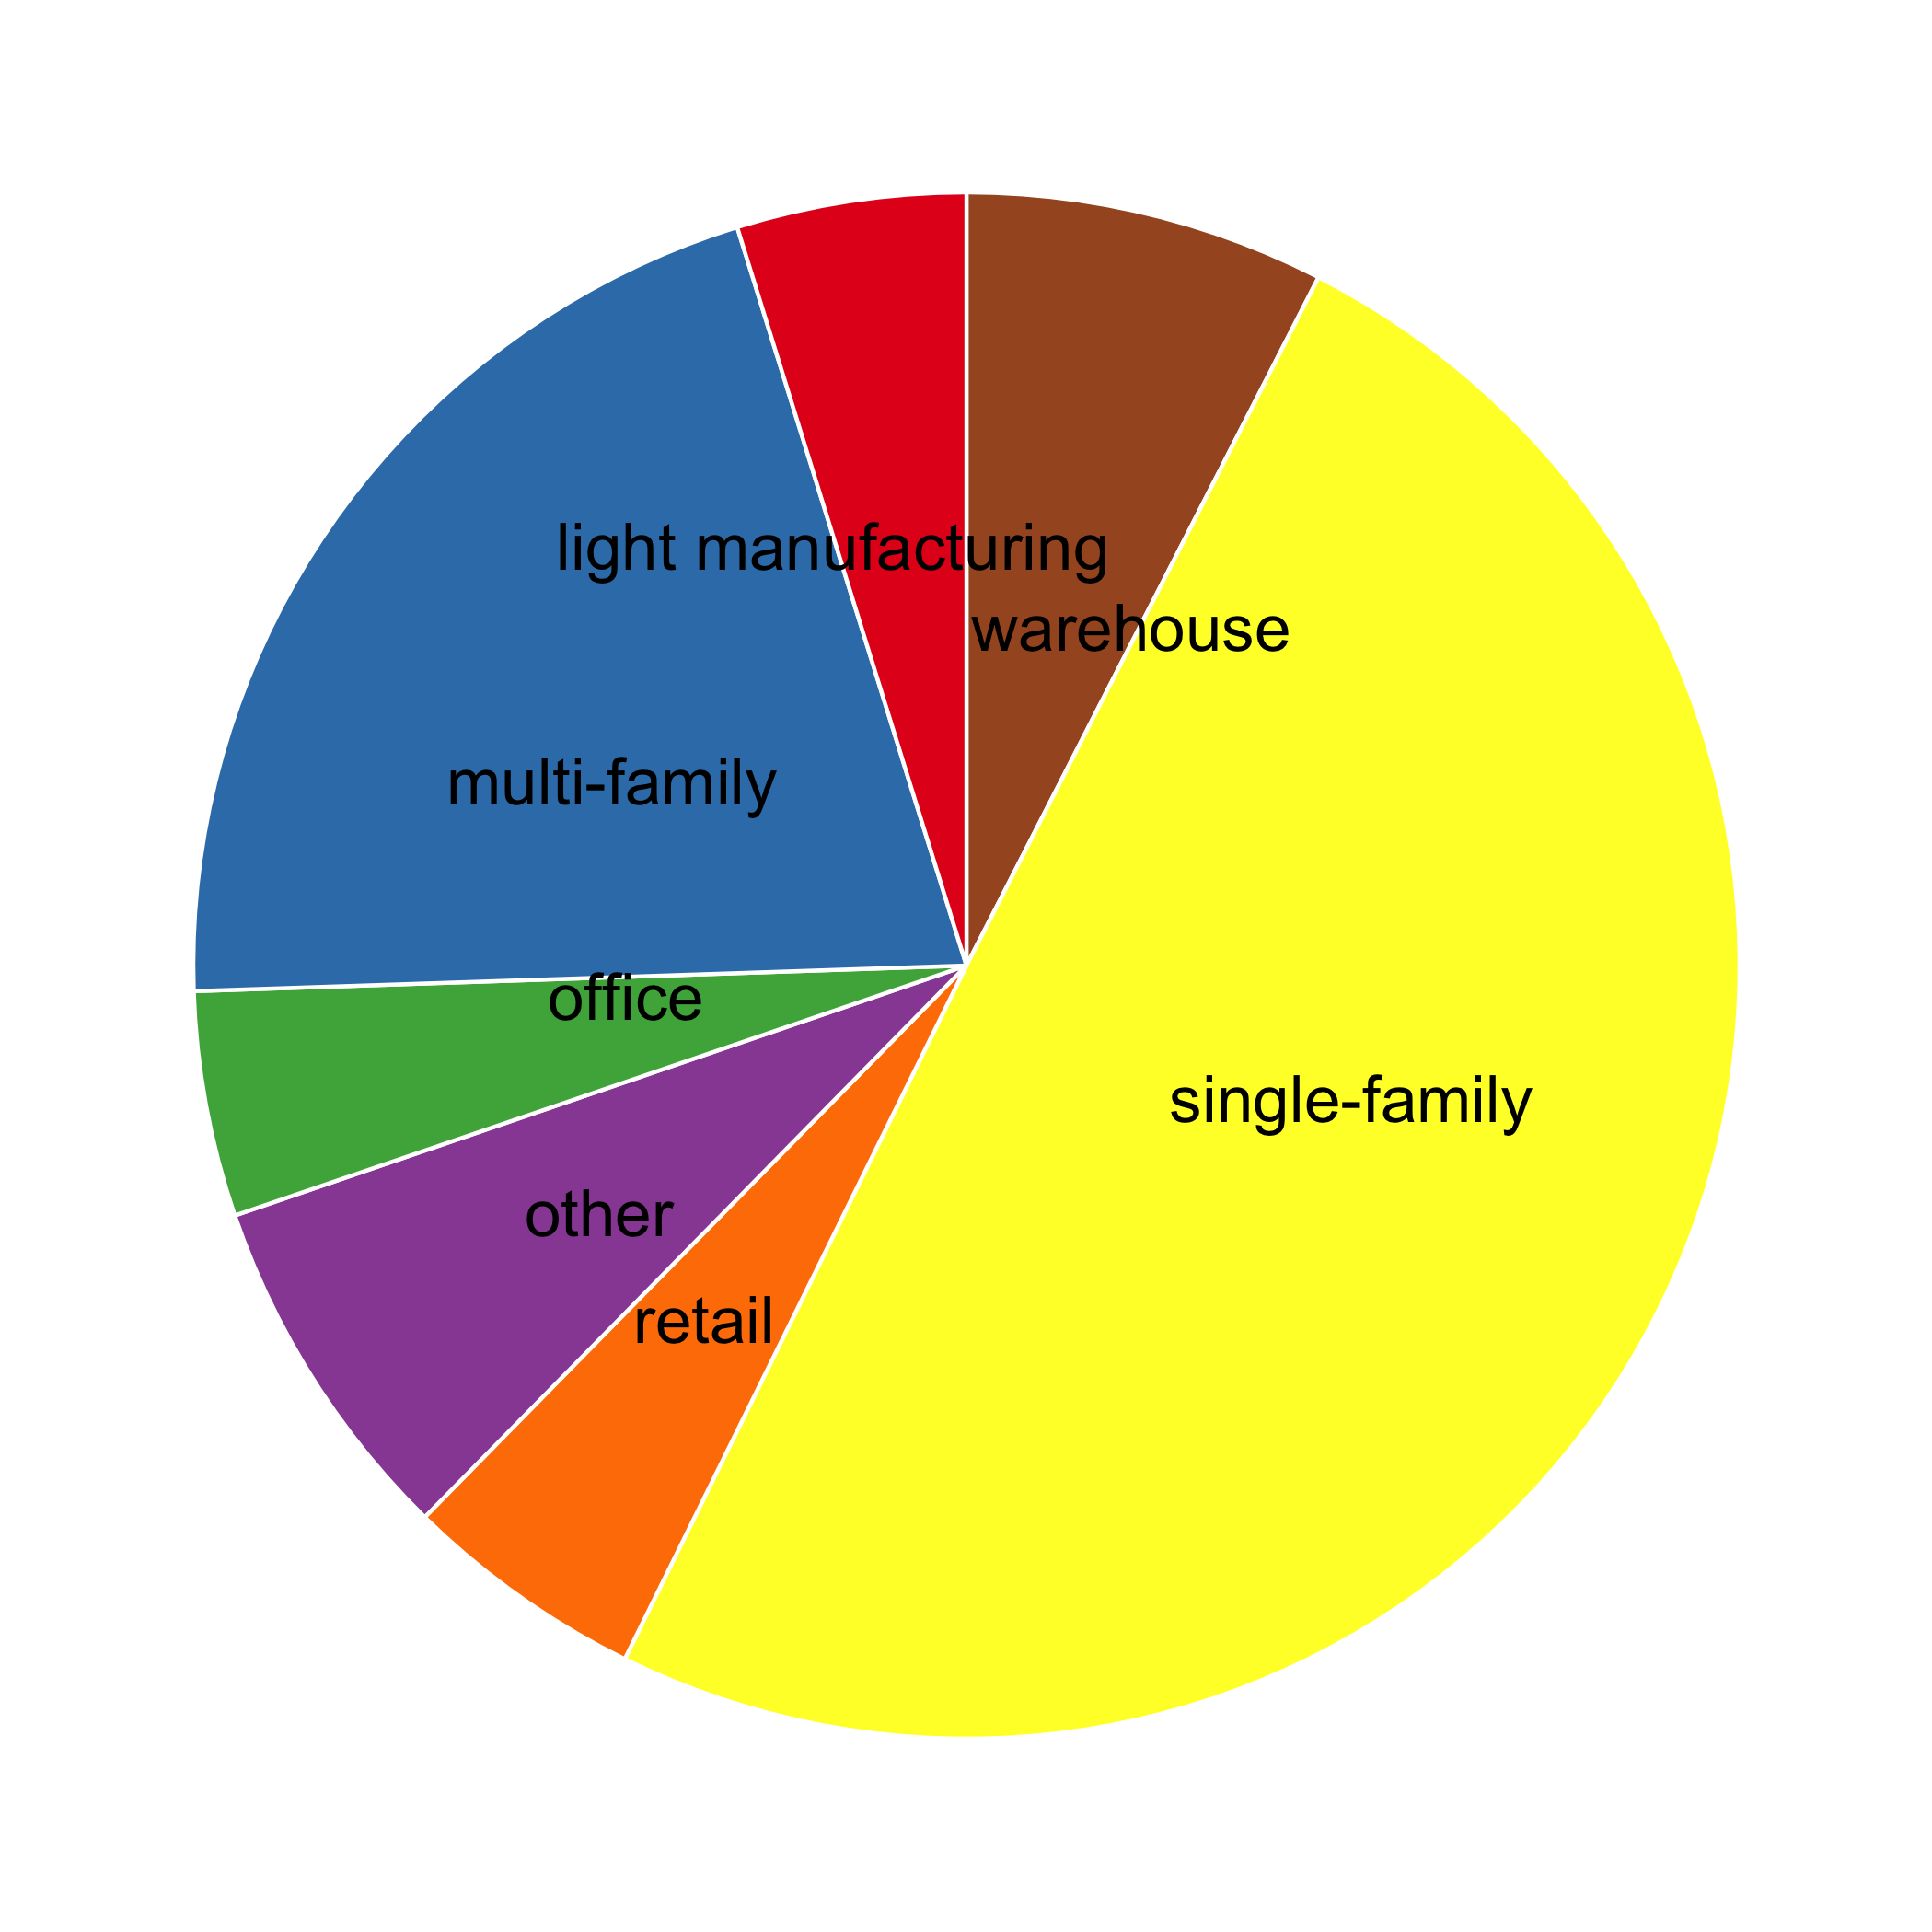 light manufacturing
warehouse
multi-family
office
single-family
other
retail